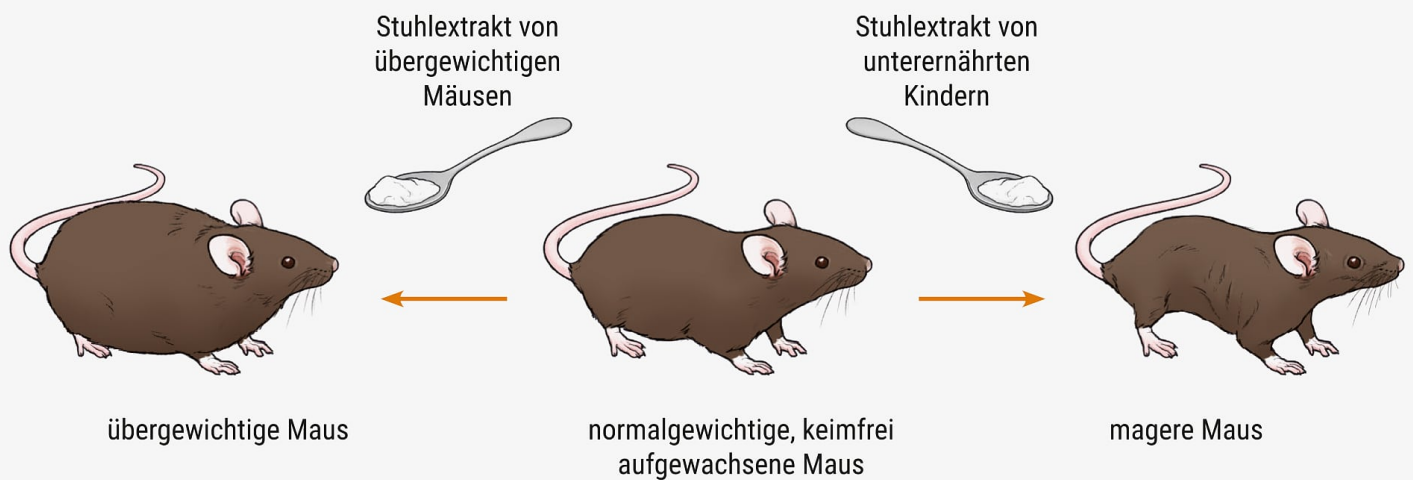 Stuhlextrakt von
übergewichtigen
Mäusen
Stuhlextrakt von
unterernährten
Kindern
übergewichtige Maus
normalgewichtige, keimfrei
aufgewachsene Maus
magere Maus